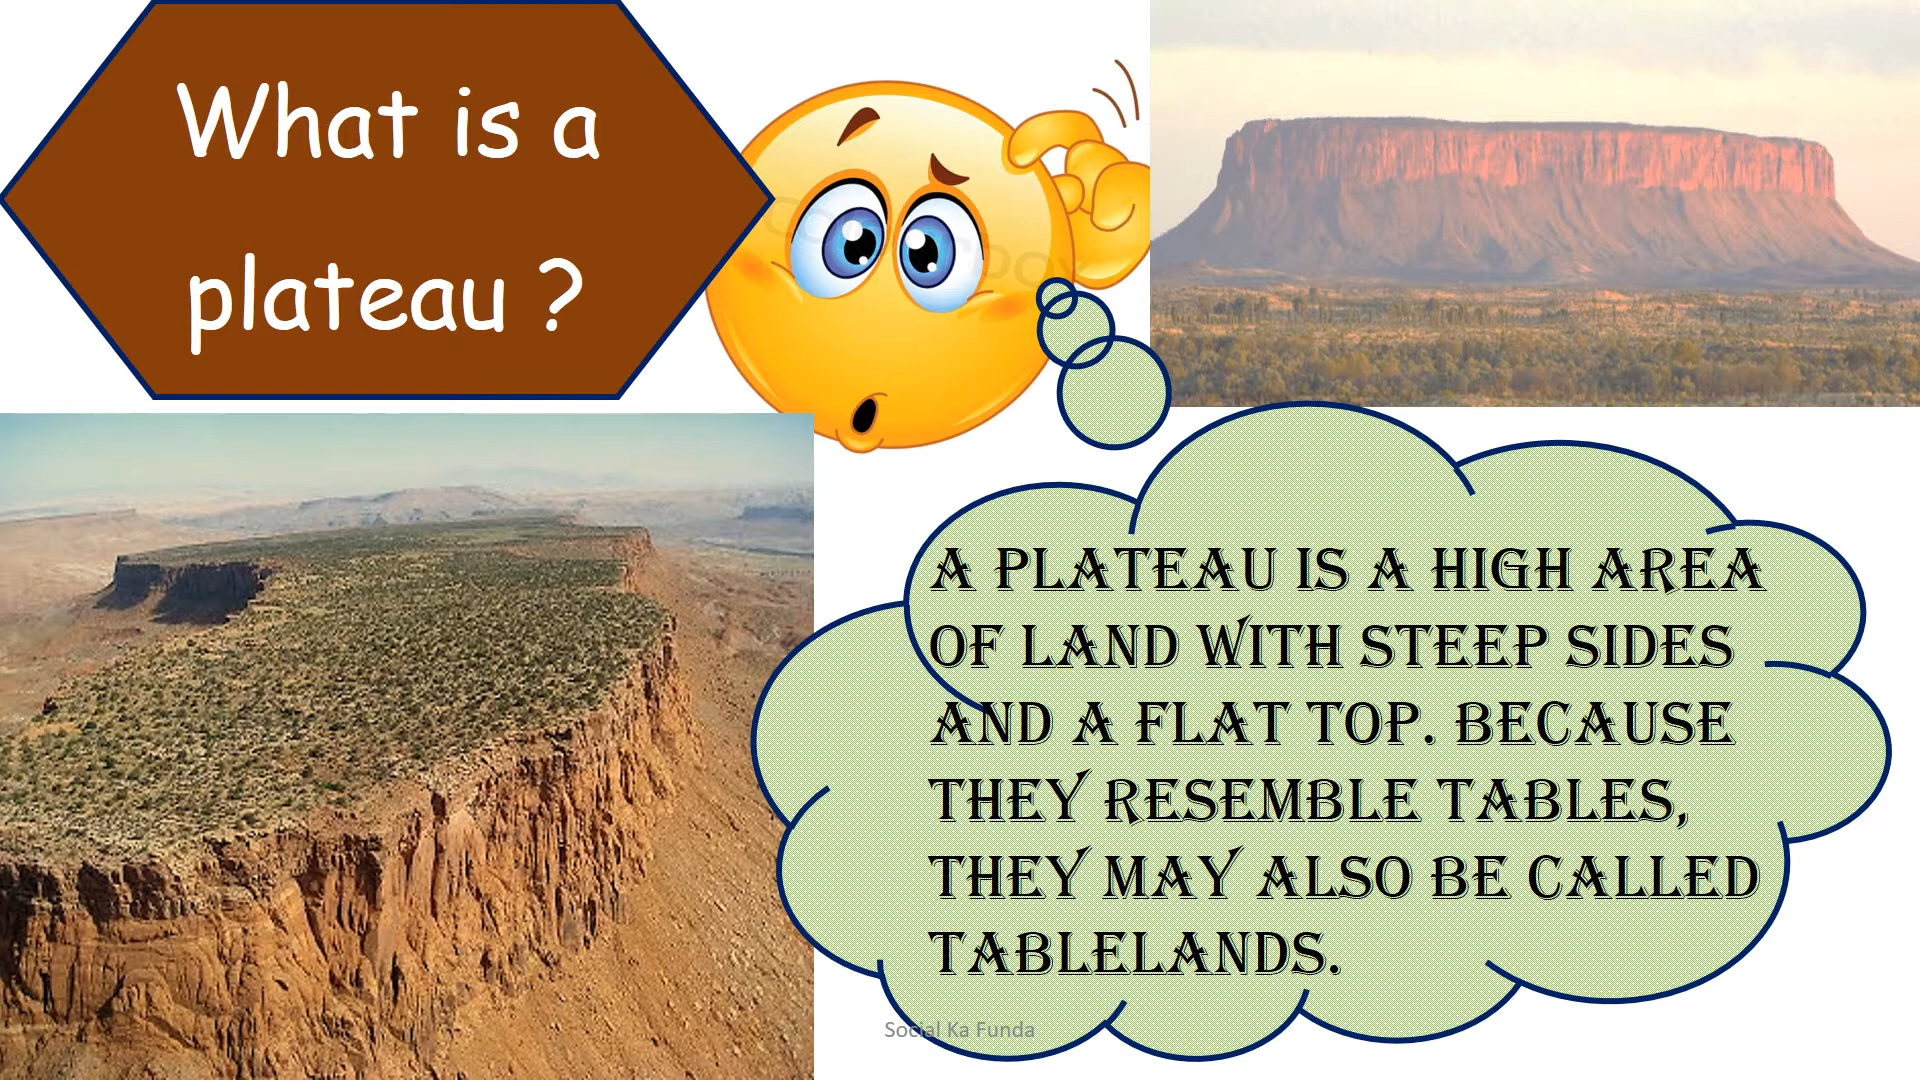 What is a
plateau ?
A PLATEAU IS A HIGH AREA
OF LAND WITH STEEP SIDES
AND A FLAT TOP. BECAUSE
THEY RESEMBLE TABLES,
THEY MAY ALSO BE CALLED
TABLELANDS.
Social Ka Funda